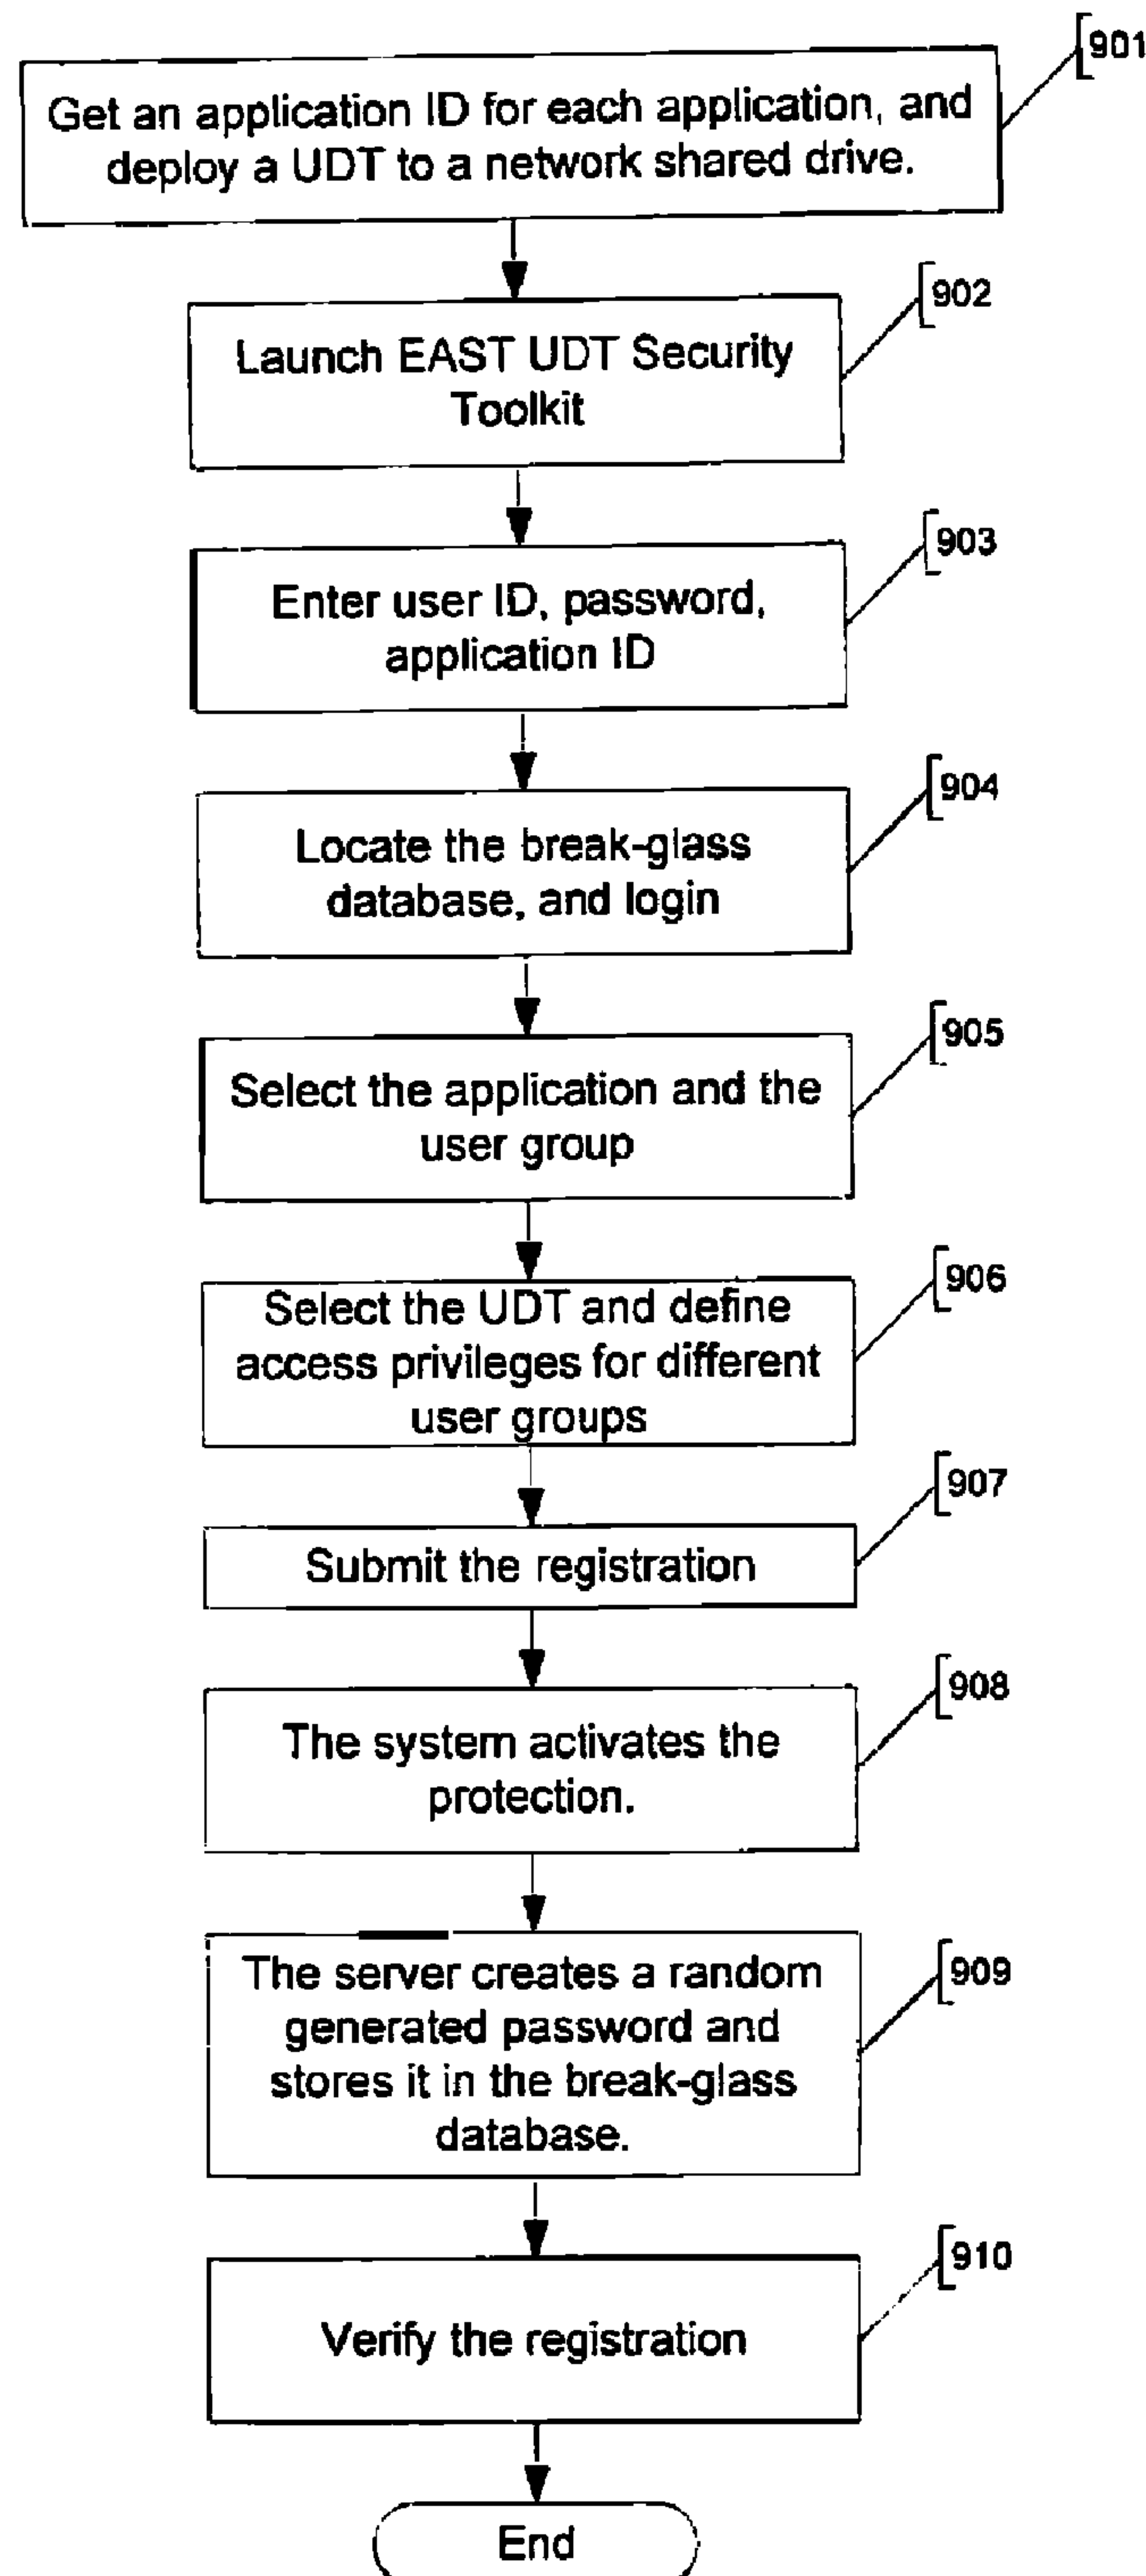 901
Get an application ID for each application, and
deploy a UDT to a network shared drive.
902
Launch EAST UDT Security
Toolkit
903
Enter user ID, password,
application ID
904
Locate the break-glass
database, and login
905
Select the application and the
user group
906
Select the UDT and define
access privileges for different
user groups
907
Submit the registration
908
The system activates the
protection.
909
The server creates a random
generated password and
stores it in the break-glass
database.
910
Verify the registration
End